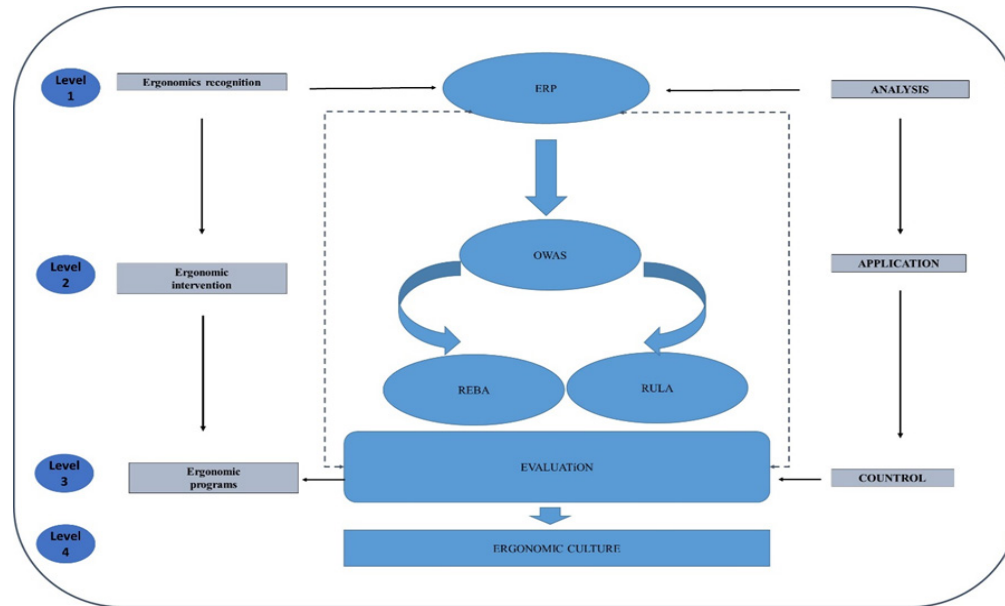 Level
1
Ergonomics recognition
ERP
ANALYSIS
Level
2
Ergonomic
intervention
OWAS
APPLICATION
REBA
RULA
Level
3
Ergonomic
programs
EVALUATiON
COUNTROL
Level
4
ERGONOMIC CULTURE